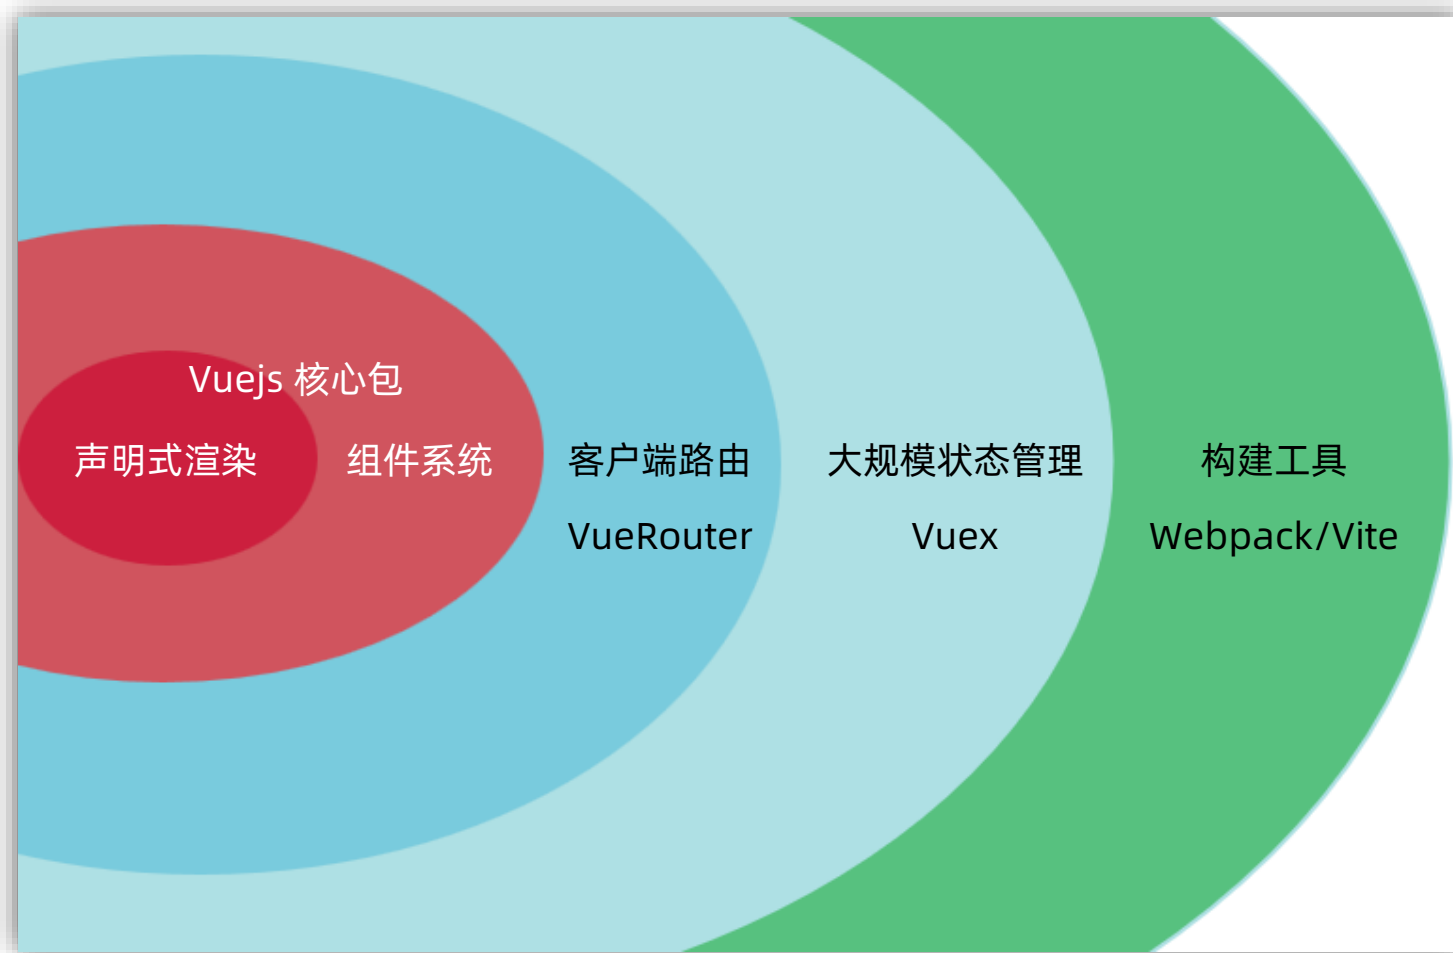 Vuejs 核心包
声明式渲染
组件系统
客户端路由
VueRouter
大规模状态管理
Vuex
构建工具
Webpack/Vite